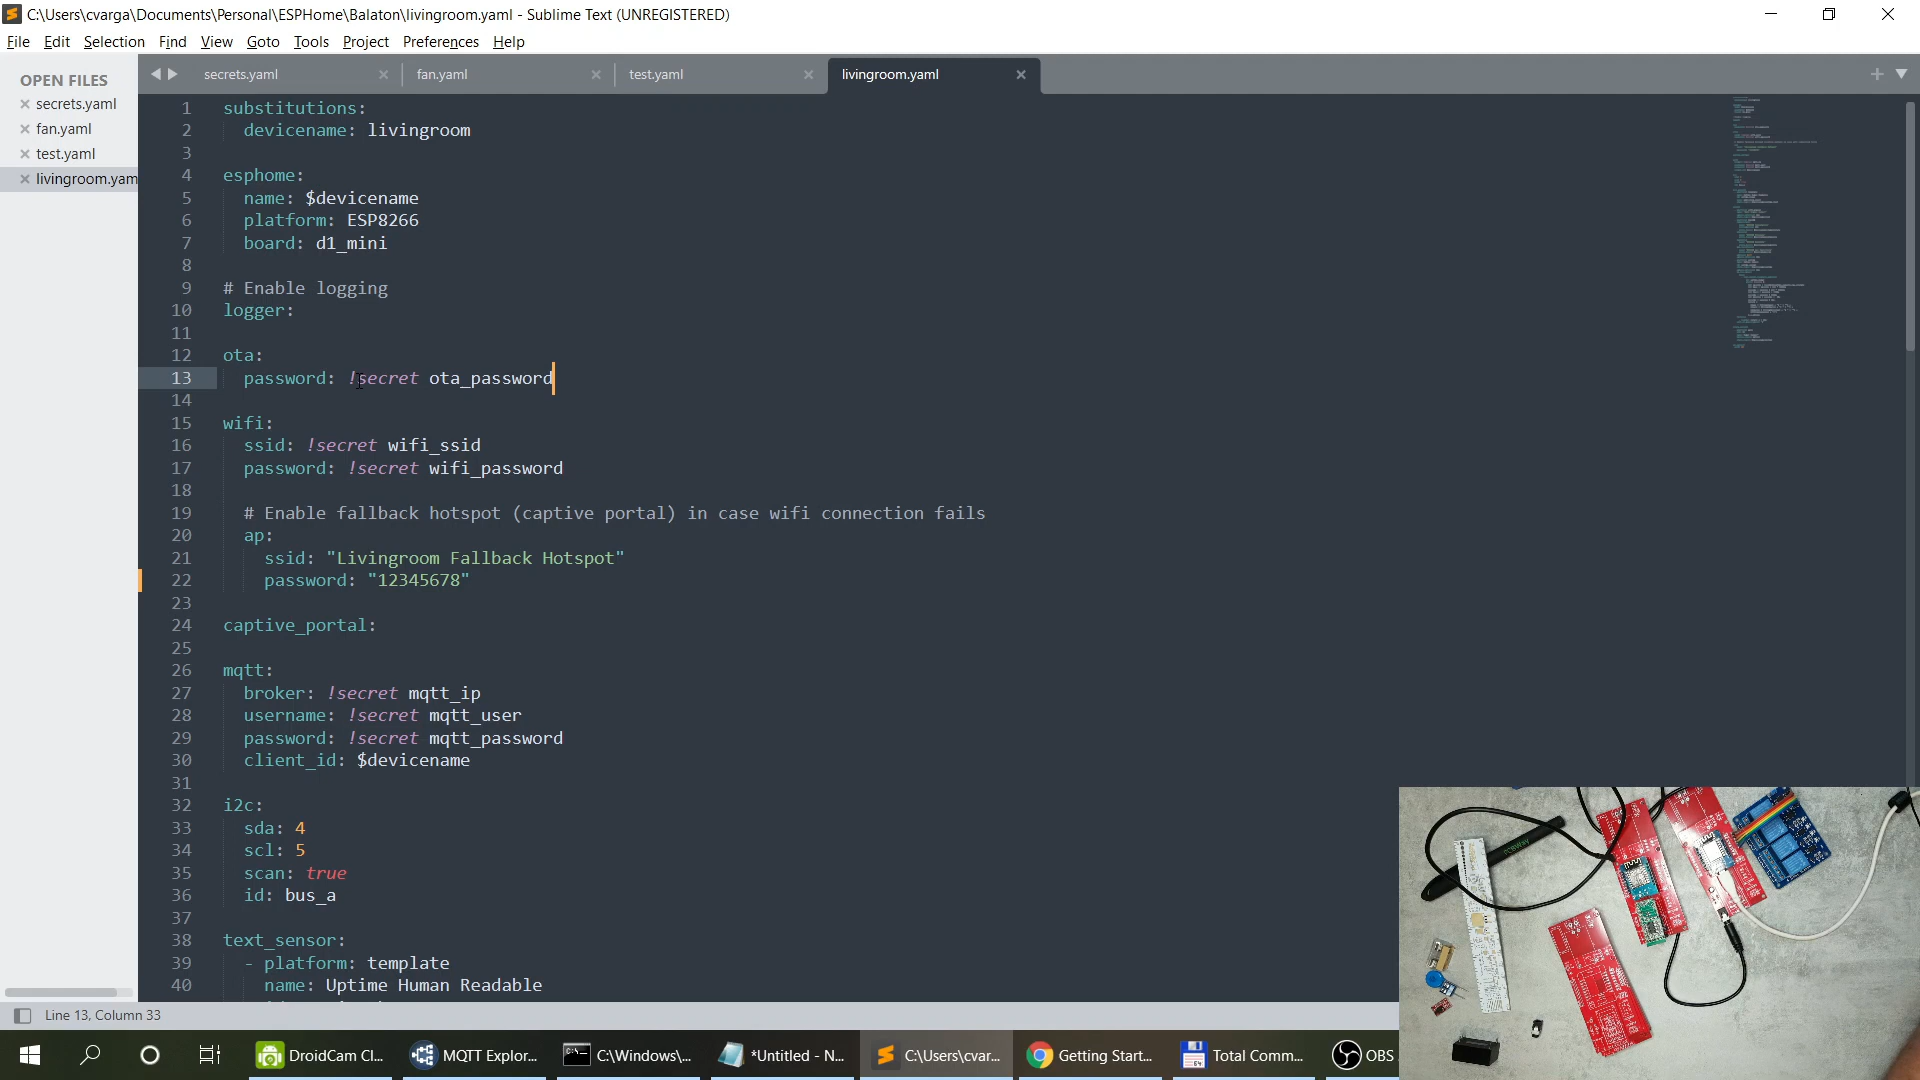 C:\Users\cvarga\Documents\Personal\ESPHome\Balaton\livingroom.yaml - Sublime Text (UNREGISTERED)
File Edit Selection Find View Goto Tools Project Preferences Help
OPEN FILES
secrets.yaml
fan.yaml
test.yaml
livingroom.yam
secrets.yaml fan.yaml test.yaml livingroom.yaml
1 substitutions:
2 devicename: livingroom
3
4 esphome:
5 name: $devicename
6 platform: ESP8266
7 board: d1_mini
8
9 # Enable logging
10 logger:
11
12 ota:
13 password: !secret ota_password
14
15 wifi:
16 ssid: !secret wifi_ssid
17 password: !secret wifi_password
18
19 # Enable fallback hotspot (captive portal) in case wifi connection fails
20 ap:
21 ssid: "Livingroom Fallback Hotspot"
22 password: "12345678"
23
24 captive_portal:
25
26 mqtt:
27 broker: !secret mqtt_ip
28 username: !secret mqtt_user
29 password: !secret mqtt_password
30 client_id: $devicename
31
32 i2c:
33 sda: 4
34 scl: 5
35 scan: true
36 id: bus_a
37
38 text_sensor:
39 - platform: template
40 name: Uptime Human Readable
Line 13, Column 33
DroidCam Cl... MQTT Explor... C:\Windows\... *Untitled - N... C:\Users\cvar... Getting Start... Total Comm... OBS
PCBWay